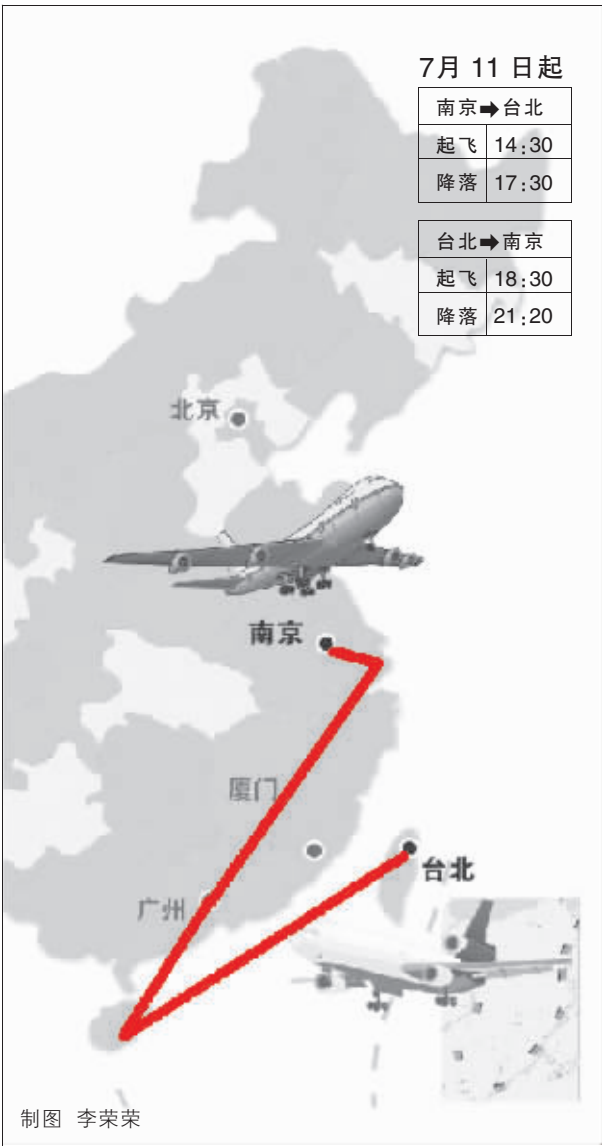 7月 11 日起
南京➡台北
起飞 14:30
降落 17:30
台北➡南京
起飞 18:30
降落 21:20
北京
南京
厦门
台北
广州
制图 李荣荣